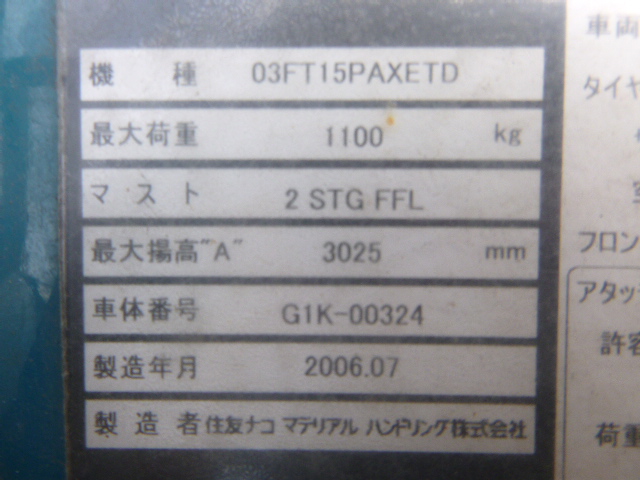 機種 03FT15PAXETD
最大荷重 1100 kg
マスト 2 STG FFL
最大揚高"A" 3025 mm
車体番号 G1K-00324
製造年月 2006.07
製造者 住友ナコ マテリアル ハンドリング株式会社
車両
タイヤ
フロン
アタッチ
許容
荷重